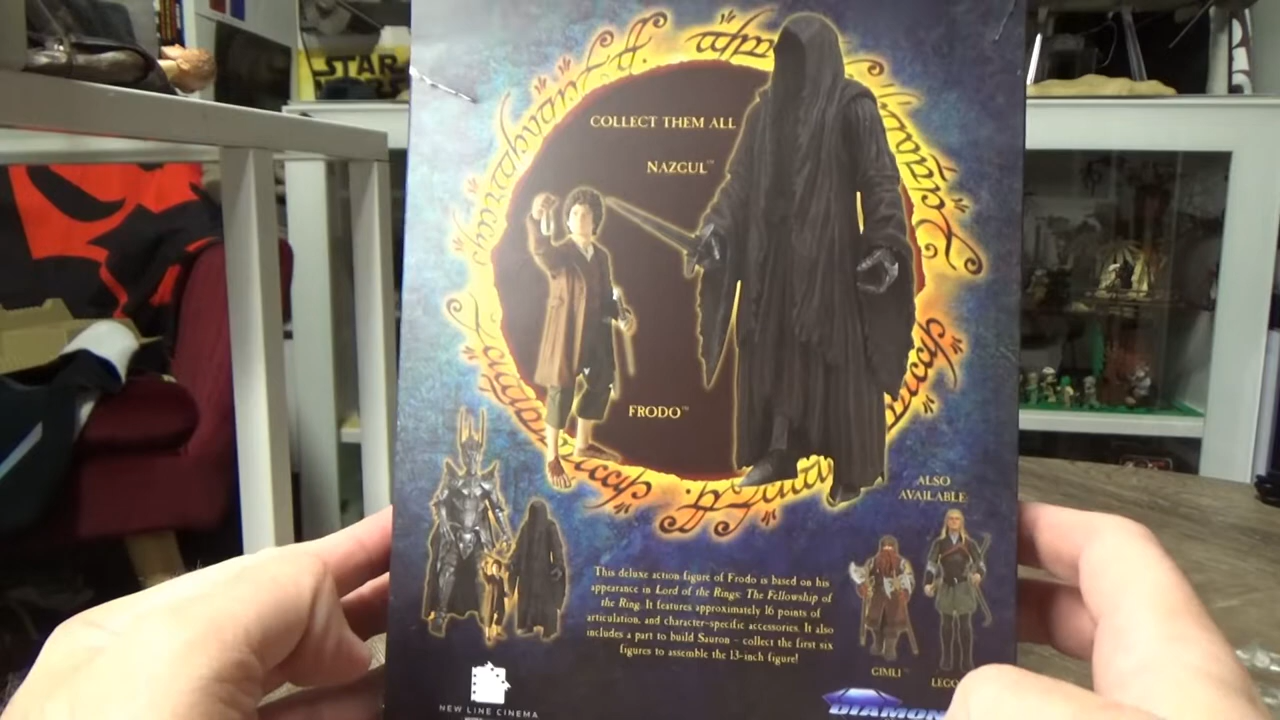 STAR
COLLECT THEM ALL
NAZGUL™
FRODO™
ALSO
AVAILABLE:
This deluxe action figure of Frodo is based on his
appearance in Lord of the Rings: The Fellowship of
the Ring. It features approximately 16 points of
articulation, and character-specific accessories. It also
includes a part to build Sauron - collect the first six
figures to assemble the 13-inch figure!
GIMLI™
LEGO
NEW LINE CINEMA
DIAMON